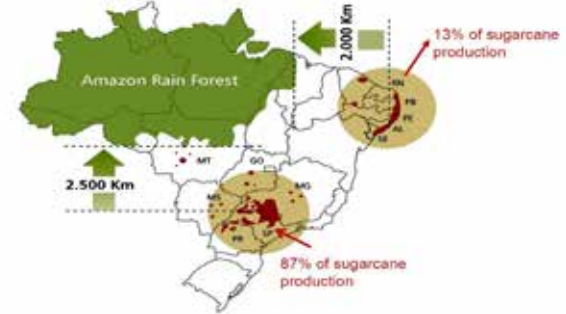 13% of sugarcane
production
2.000 Km
Amazon Rain Forest
RN
PB
PE
AL
SE
MT
GO
2.500 Km
MS
MG
SP
PR
87% of sugarcane
production